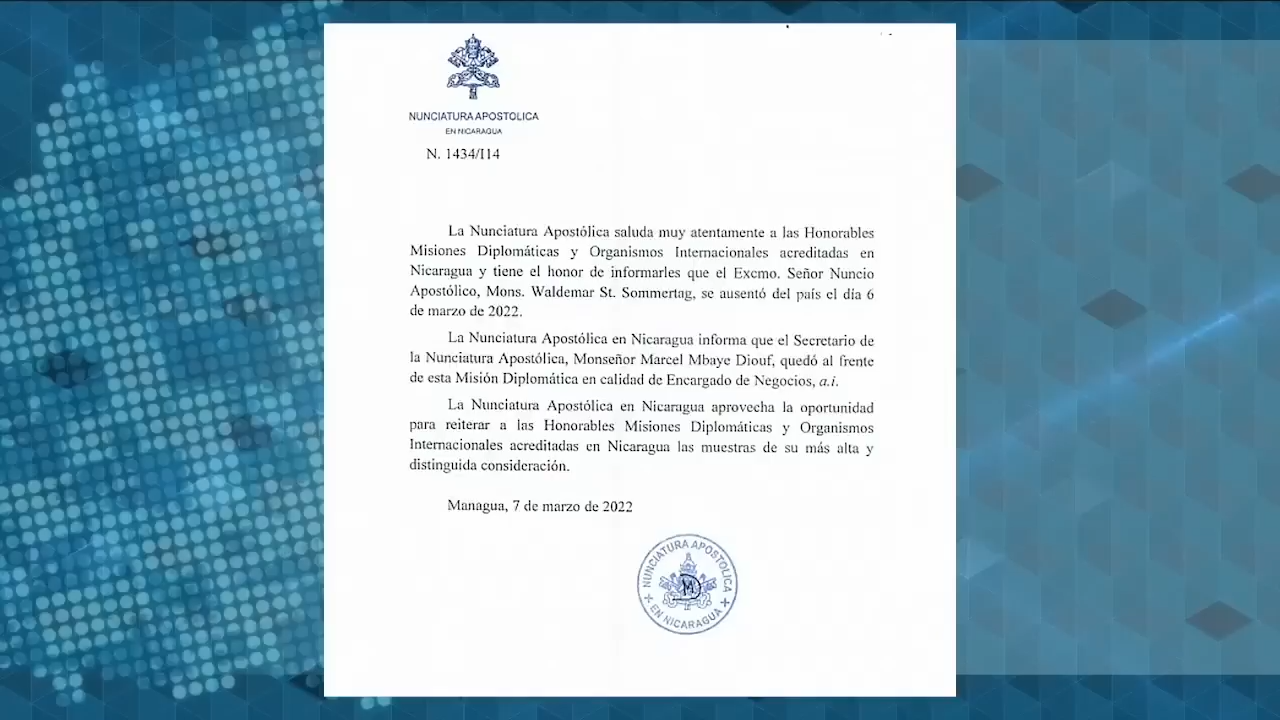 NUNCIATURA APOSTOLICA
EN NICARAGUA
N. 1434/I14
La Nunciatura Apostólica saluda muy atentamente a las Honorables
Misiones Diplomáticas y Organismos Internacionales acreditadas en
Nicaragua y tiene el honor de informarles que el Excmo. Señor Nuncio
Apostólico, Mons. Waldemar St. Sommertag, se ausentó del país el día 6
de marzo de 2022.
La Nunciatura Apostólica en Nicaragua informa que el Secretario de
la Nunciatura Apostólica, Monseñor Marcel Mbaye Diouf, quedó al frente
de esta Misión Diplomática en calidad de Encargado de Negocios, a.i.
La Nunciatura Apostólica en Nicaragua aprovecha la oportunidad
para reiterar a las Honorables Misiones Diplomáticas y Organismos
Internacionales acreditadas en Nicaragua las muestras de su más alta y
distinguida consideración.
Managua, 7 de marzo de 2022
NUNCIATURA APOSTOLICA
EN NICARAGUA